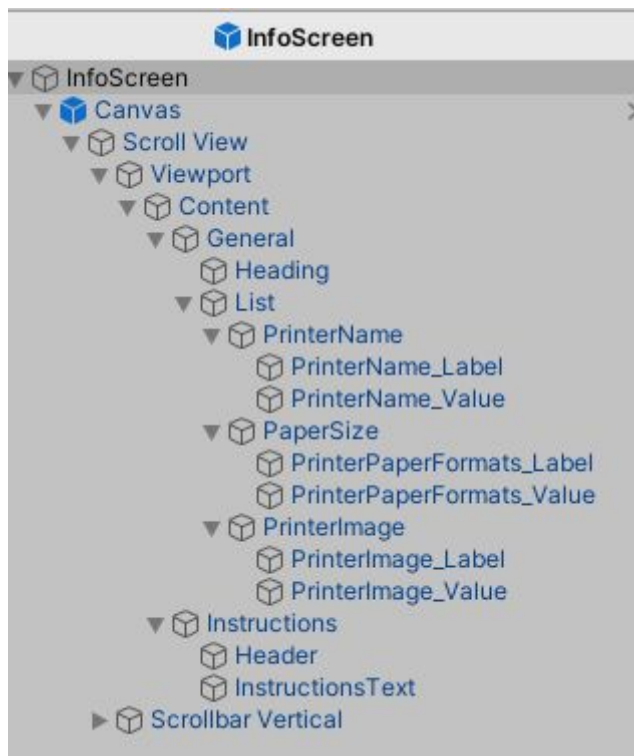 InfoScreen
InfoScreen
Canvas
Scroll View
Viewport
Content
General
Heading
List
PrinterName
PrinterName_Label
PrinterName_Value
PaperSize
PrinterPaperFormats_Label
PrinterPaperFormats_Value
PrinterImage
PrinterImage_Label
PrinterImage_Value
Instructions
Header
InstructionsText
Scrollbar Vertical